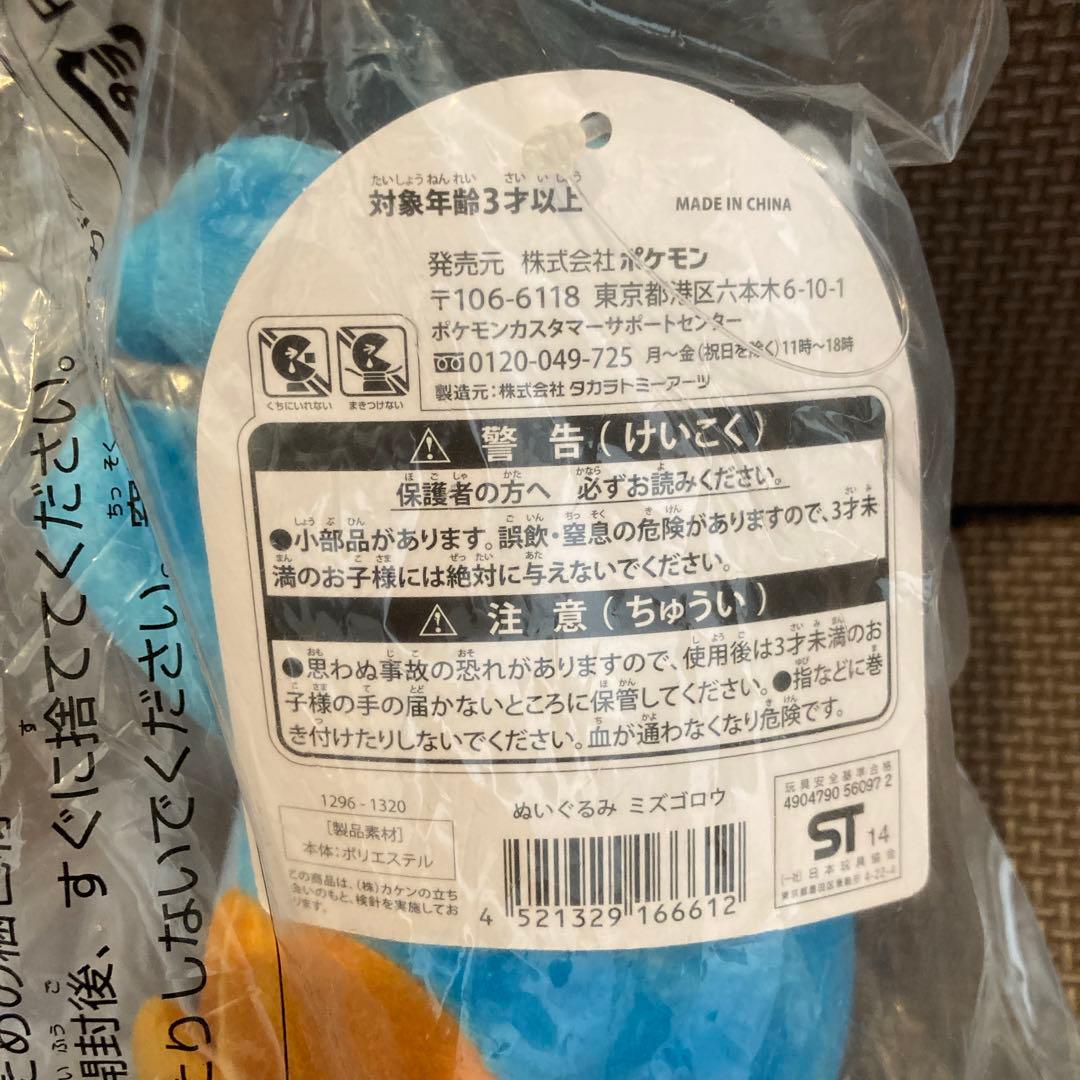 対象年齢3才以上
たいしょうねんれい さいいじょう
MADE IN CHINA
発売元 株式会社 ポケモン
〒106-6118 東京都港区六本木6-10-1
ポケモンカスタマーサポートセンター
0120-049-725 月～金(祝日を除く)11時～18時
製造元:株式会社 タカラトミーアーツ
くちにいれない
まきつけない
警告(けいこく)
保護者の方へ 必ずお読みください。
●小部品があります。誤飲・窒息の危険がありますので、3才未
満のお子様には絶対に与えないでください。
注意(ちゅうい)
●思わぬ事故の恐れがありますので、使用後は3才未満のお
子様の手の届かないところに保管してください。●指などに巻
き付けたりしないでください。血が通わなくなり危険です。
1296-1320
[製品素材]
本体:ポリエステル
この商品は、(株)カケンの立ち
会いのもと、検針を実施してお
ります。
ぬいぐるみ ミズゴロウ
4 521329 166612
玩具安全基準合格
4904790 56097 2
ST 14
(一社)日本玩具協会
すぐに捨ててください。
開封後、
たりしないでください。